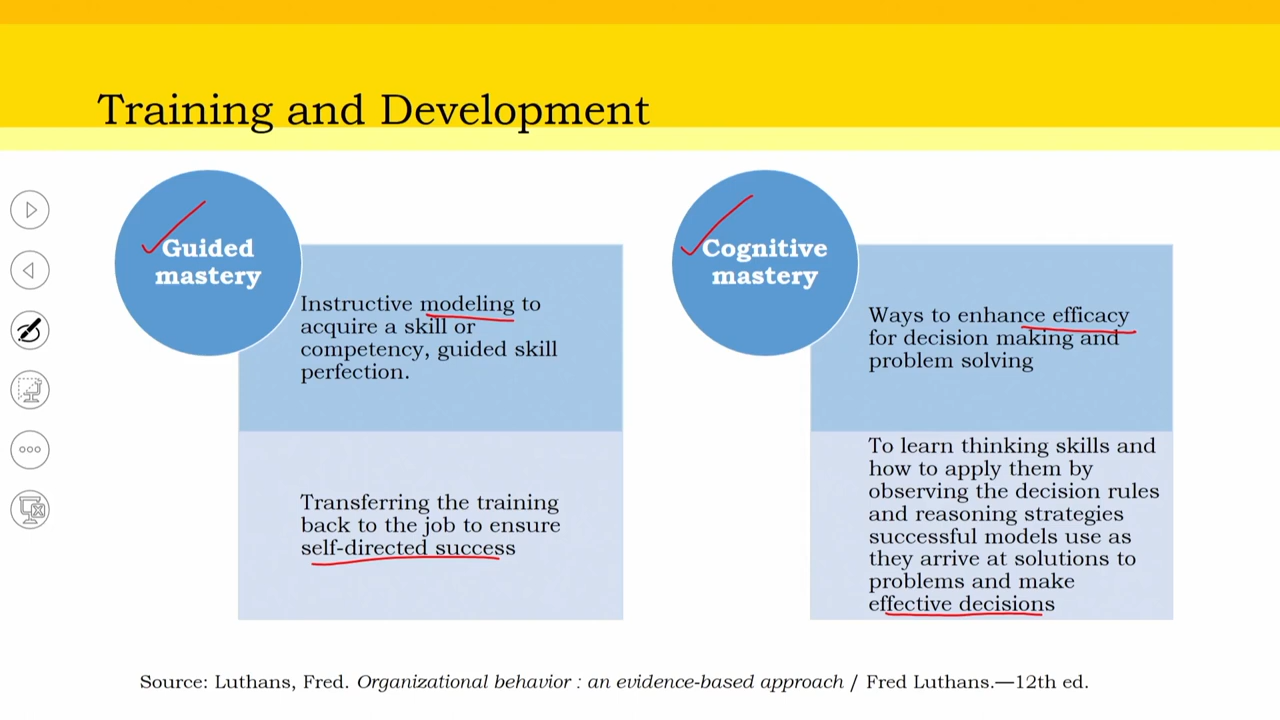 Training and Development
Guided
mastery
Instructive modeling to
acquire a skill or
competency, guided skill
perfection.
Transferring the training
back to the job to ensure
self-directed success
Cognitive
mastery
Ways to enhance efficacy
for decision making and
problem solving
To learn thinking skills and
how to apply them by
observing the decision rules
and reasoning strategies
successful models use as
they arrive at solutions to
problems and make
effective decisions
Source: Luthans, Fred. Organizational behavior : an evidence-based approach / Fred Luthans.—12th ed.